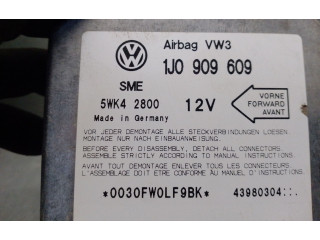 Airbag VW3
1J0 909 609
SME
5WK4 2800
12V
Made in Germany
VORNE
FORWARD
AVANT
VOR JEDER DEMONTAGE ALLE STECKVERBINDUNGEN LOESEN.
MONTAGE NUR NACH EINBAUANLEITUNG.
BEFORE EVERY DISASSEMBLY, DETACH ALL CONNECTORS.
ASSEMBLE STRICTLY ACCORDING TO MANUAL INSTRUCTIONS.
AVANT TOUT DEMONTAGE ENLEVER TOUS LES CONNECTEURS.
L'ASSEMBLAGE DOIT ETRE CONFORME AU MANUEL D'INSTRUCTIONS.
*0030FW0LF9BK*
43980304